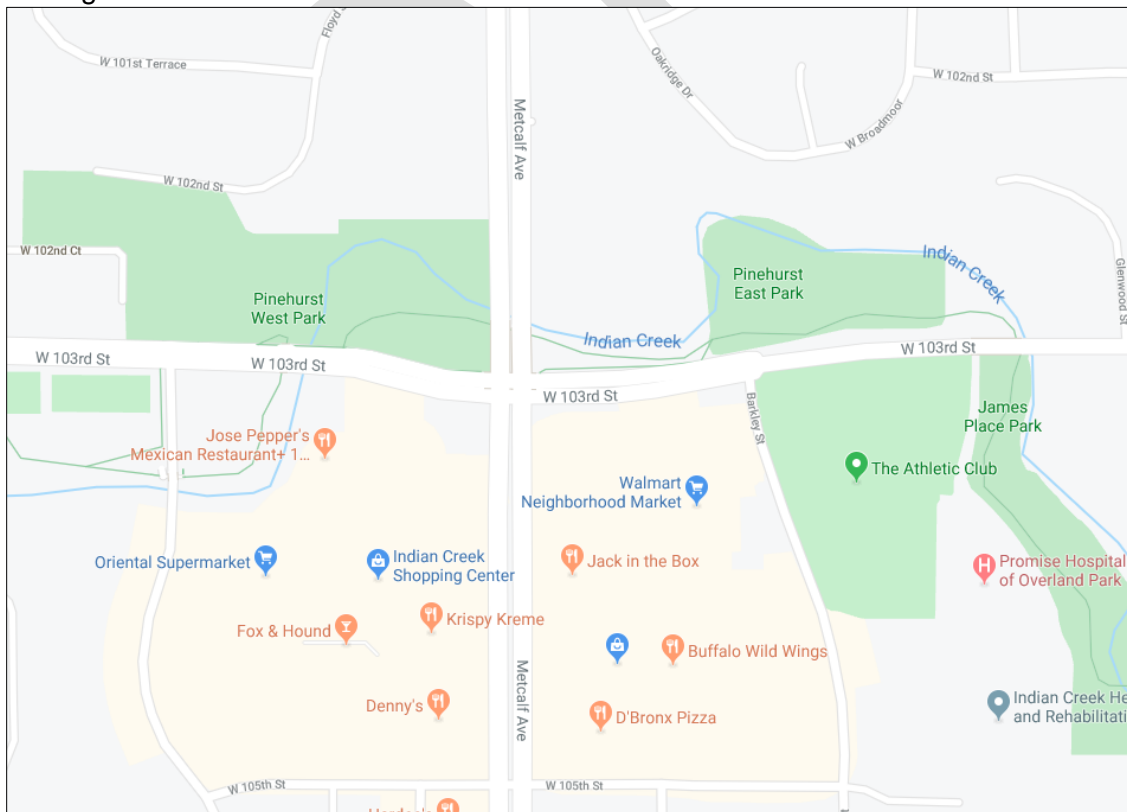 Floyd
W 101st Terrace
Oakridge Dr
W 102nd St
Metcalf Ave
W Broadmoor
W 102nd St
W 102nd Ct
Indian Creek
Glenwood St
Pinehurst
East Park
Pinehurst
West Park
Indian Creek
W 103rd St
W 103rd St
W 103rd St
W 103rd St
Barkley St
James
Place Park
Jose Pepper's
Mexican Restaurant+ 1...
The Athletic Club
Walmart
Neighborhood Market
Oriental Supermarket
Indian Creek
Shopping Center
Jack in the Box
H
Promise Hospital
of Overland Park
Krispy Kreme
Fox & Hound
Buffalo Wild Wings
Metcalf Ave
Denny's
D'Bronx Pizza
Indian Creek He
and Rehabilitati
W 105th St
W 105th St